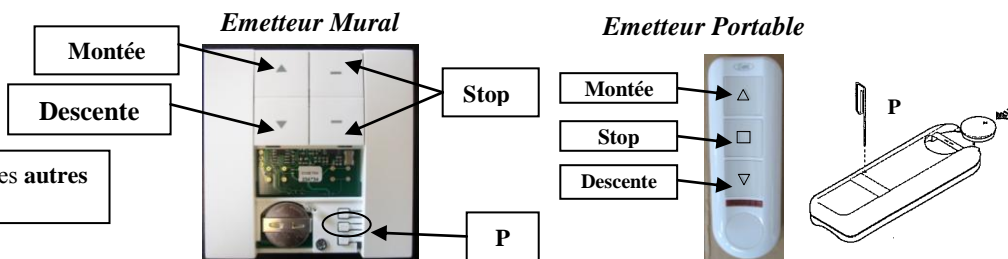 Emetteur Mural
Emetteur Portable
Montée
Descente
Stop
P
es autres
Montée
Stop
Descente
P